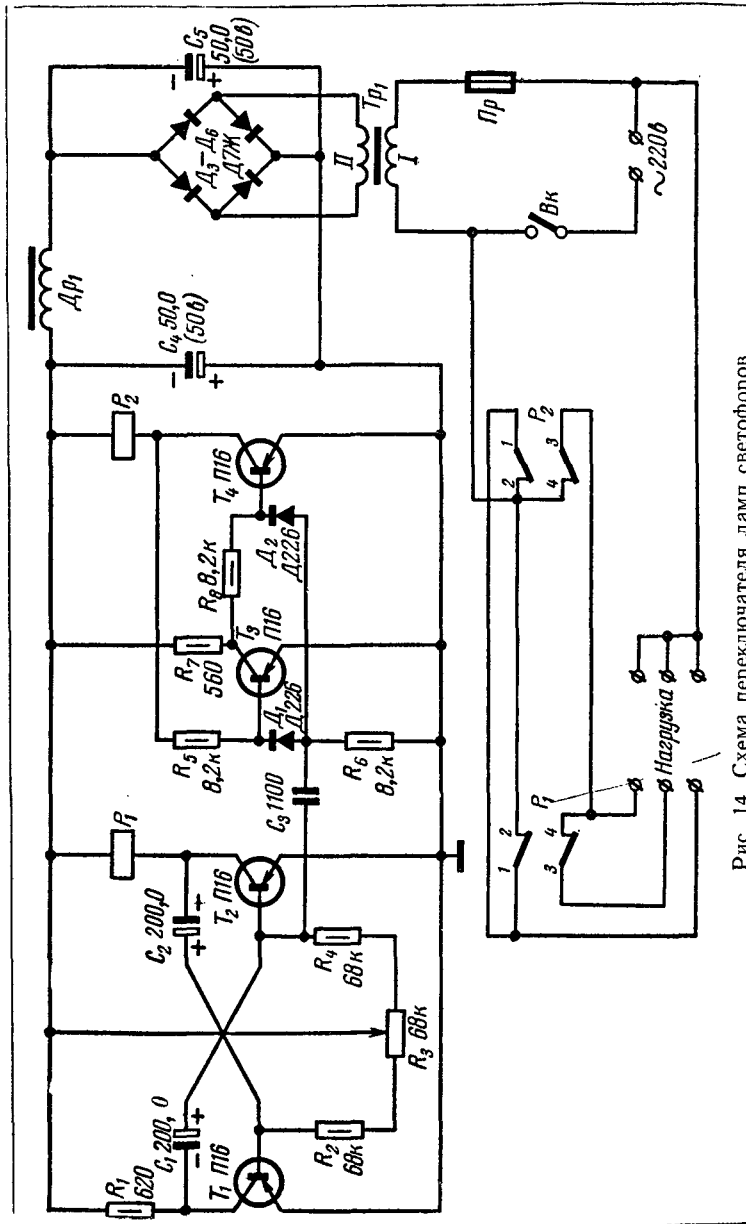 R₁
620
C₁ 200, 0
−
+
T₁ П16
R₂
68к
R₃ 68к
C₂ 200,0
+
+
T₂ П16
R₄
68к
P₁
C₃ 1100
R₅
8,2к
Д₁
Д226
R₆
8,2к
R₇
560
T₃
П16
R₈ 8,2к
Д₂
Д226
T₄ П16
P₂
C₄ 50,0
(50в)
−
+
Др₁
Д₃–Д₆
Д7Ж
C₅
50,0
(50в)
−
+
II
Тр₁
I
Пр
Вк
~220в
P₁
1
2
3
4
P₂
2
1
4
3
Нагрузка
Рис. 14. Схема переключателя ламп светофоров